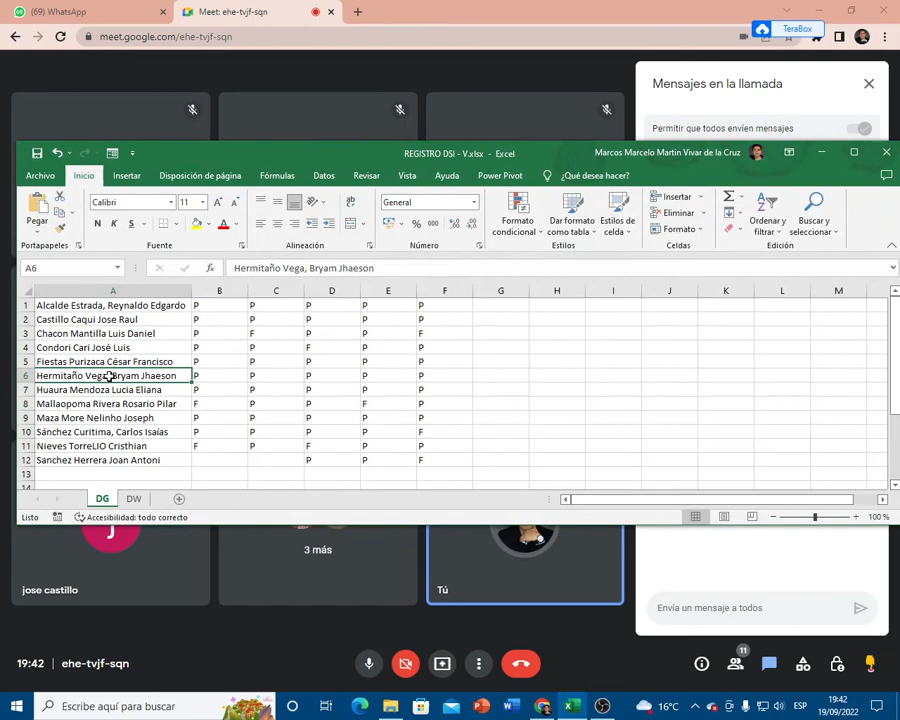 (69) WhatsApp
Meet: ehe-tvjf-sqn
meet.google.com/ehe-tvjf-sqn
TeraBox
Mensajes en la llamada
Permitir que todos envíen mensajes
REGISTRO DSI - V.xlsx - Excel
Marcos Marcelo Martin Vivar de la Cruz
Archivo Inicio Insertar Disposición de página Fórmulas Datos Revisar Vista Ayuda Power Pivot ¿Qué desea hacer?
Pegar
Calibri 11
N K S
General
% 000
Formato condicional
Dar formato como tabla
Estilos de celda
Insertar
Eliminar
Formato
Ordenar y filtrar
Buscar y seleccionar
Portapapeles Fuente Alineación Número Estilos Celdas Edición
A6 fx Hermitaño Vega, Bryam Jhaeson
A B C D E F G H I J K L M
1 Alcalde Estrada, Reynaldo Edgardo P P P P P
2 Castillo Caqui Jose Raul P P P P P
3 Chacon Mantilla Luis Daniel P F P P F
4 Condori Cari José Luis P P F P P
5 Fiestas Purizaca César Francisco P P P P P
6 Hermitaño Vega, Bryam Jhaeson P P P P P
7 Huaura Mendoza Lucia Eliana P P P P P
8 Mallaopoma Rivera Rosario Pilar F P P F P
9 Maza More Nelinho Joseph P P P P P
10 Sánchez Curitima, Carlos Isaías P P P P F
11 Nieves TorreLIO Cristhian F P F P P
12 Sanchez Herrera Joan Antoni P P F
13
14
DG DW
Listo Accesibilidad: todo correcto 100 %
J
jose castillo
3 más
Tú
Envía un mensaje a todos
19:42 ehe-tvjf-sqn
11
Escribe aquí para buscar
16°C
ESP
19:42
19/09/2022